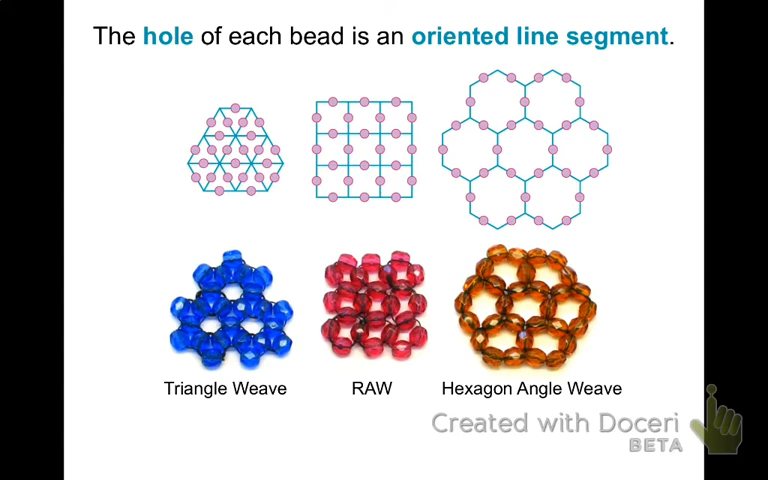 The hole of each bead is an oriented line segment.
Triangle Weave
RAW
Hexagon Angle Weave
Created with Doceri
BETA